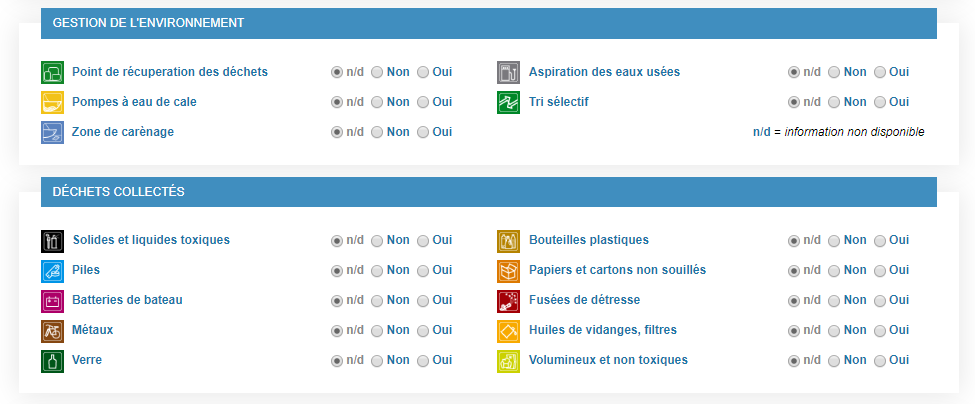 GESTION DE L'ENVIRONNEMENT
Point de récuperation des déchets n/d Non Oui Aspiration des eaux usées n/d Non Oui
Pompes à eau de cale n/d Non Oui Tri sélectif n/d Non Oui
Zone de carènage n/d Non Oui n/d = information non disponible
DÉCHETS COLLECTÉS
Solides et liquides toxiques n/d Non Oui Bouteilles plastiques n/d Non Oui
Piles n/d Non Oui Papiers et cartons non souillés n/d Non Oui
Batteries de bateau n/d Non Oui Fusées de détresse n/d Non Oui
Métaux n/d Non Oui Huiles de vidanges, filtres n/d Non Oui
Verre n/d Non Oui Volumineux et non toxiques n/d Non Oui